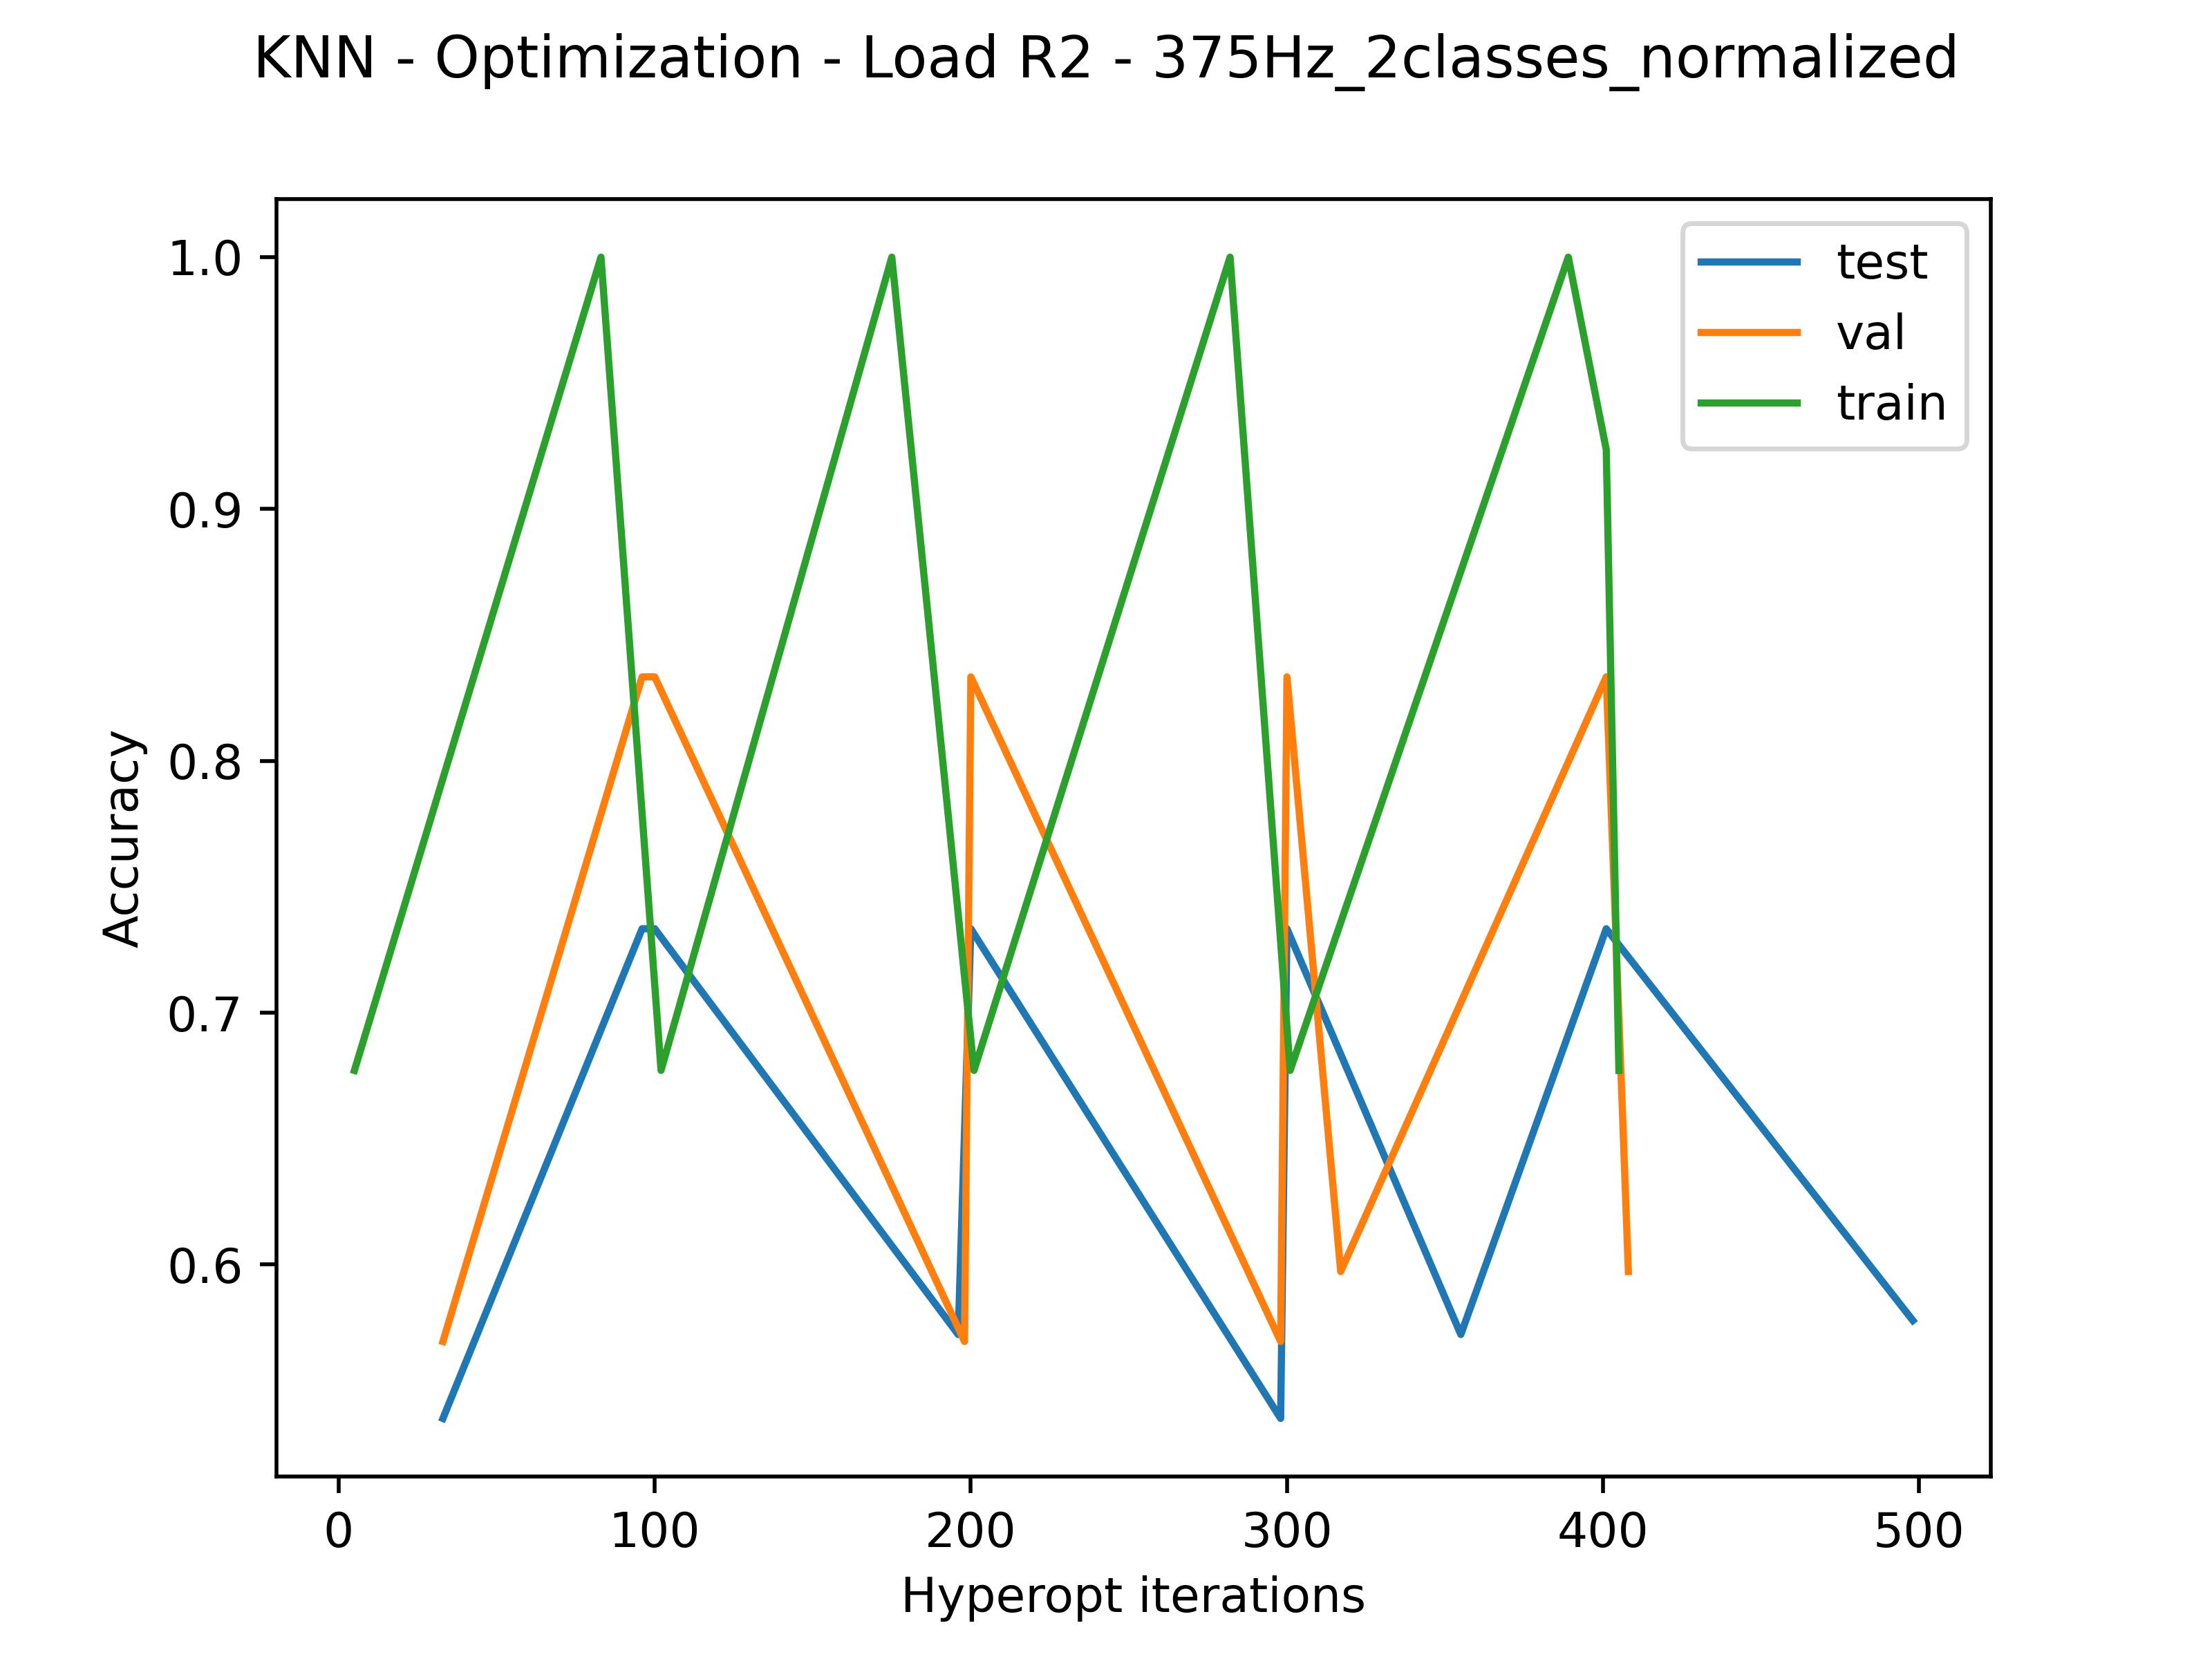 KNN - Optimization - Load R2 - 375Hz_2classes_normalized
test
val
train
1.0
0.9
0.8
0.7
0.6
Accuracy
0 100 200 300 400 500
Hyperopt iterations